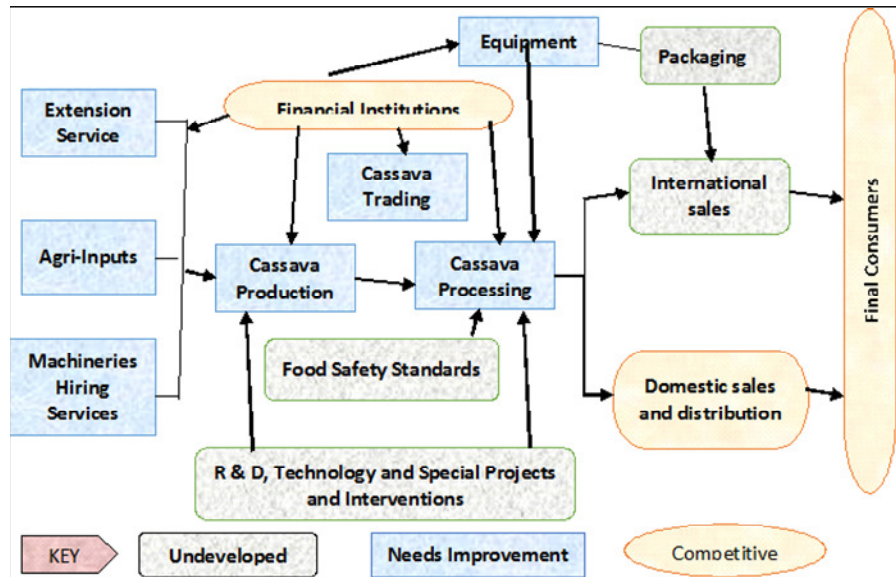 Equipment
Packaging
Extension
Service
Financial Institutions
Cassava
Trading
International
sales
Agri-Inputs
Cassava
Production
Cassava
Processing
Final Consumers
Machineries
Hiring
Services
Food Safety Standards
Domestic sales
and distribution
R & D, Technology and Special Projects
and Interventions
KEY
Undeveloped
Needs Improvement
Competitive